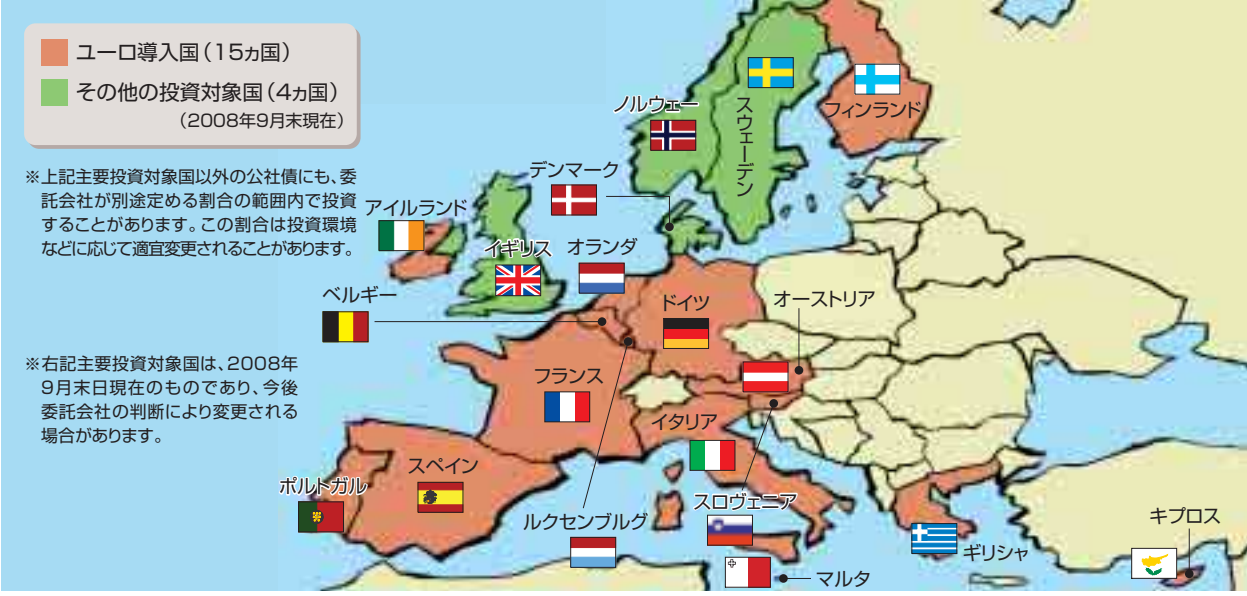 ユーロ導入国（15ヵ国）
その他の投資対象国（4ヵ国）
（2008年9月末現在）
※上記主要投資対象国以外の公社債にも、委
託会社が別途定める割合の範囲内で投資
することがあります。この割合は投資環境
などに応じて適宜変更されることがあります。
※右記主要投資対象国は、2008年
9月末日現在のものであり、今後
委託会社の判断により変更される
場合があります。
ノルウェー
スウェーデン
フィンランド
デンマーク
アイルランド
イギリス
オランダ
ベルギー
ドイツ
オーストリア
フランス
イタリア
スペイン
ポルトガル
ルクセンブルグ
スロヴェニア
マルタ
ギリシャ
キプロス